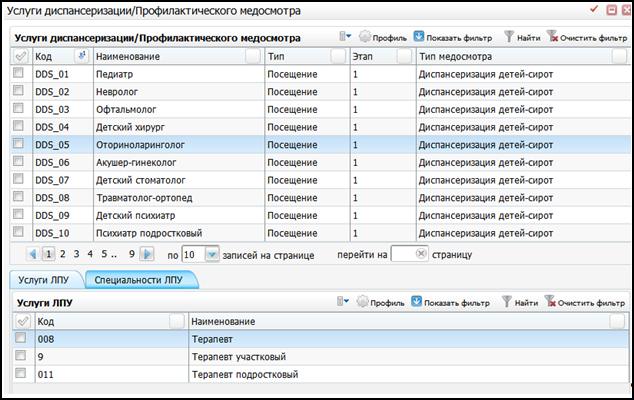 Услуги диспансеризации/Профилактического медосмотра
Услуги диспансеризации/Профилактического медосмотра Профиль Показать фильтр Найти Очистить фильтр
Код Наименование Тип Этап Тип медосмотра
DDS_01 Педиатр Посещение 1 Диспансеризация детей-сирот
DDS_02 Невролог Посещение 1 Диспансеризация детей-сирот
DDS_03 Офтальмолог Посещение 1 Диспансеризация детей-сирот
DDS_04 Детский хирург Посещение 1 Диспансеризация детей-сирот
DDS_05 Оториноларинголог Посещение 1 Диспансеризация детей-сирот
DDS_06 Акушер-гинеколог Посещение 1 Диспансеризация детей-сирот
DDS_07 Детский стоматолог Посещение 1 Диспансеризация детей-сирот
DDS_08 Травматолог-ортопед Посещение 1 Диспансеризация детей-сирот
DDS_09 Детский психиатр Посещение 1 Диспансеризация детей-сирот
DDS_10 Психиатр подростковый Посещение 1 Диспансеризация детей-сирот
1 2 3 4 5 .. 9 по 10 записей на странице перейти на страницу
Услуги ЛПУ Специальности ЛПУ
Услуги ЛПУ Профиль Показать фильтр Найти Очистить фильтр
Код Наименование
008 Терапевт
9 Терапевт участковый
011 Терапевт подростковый